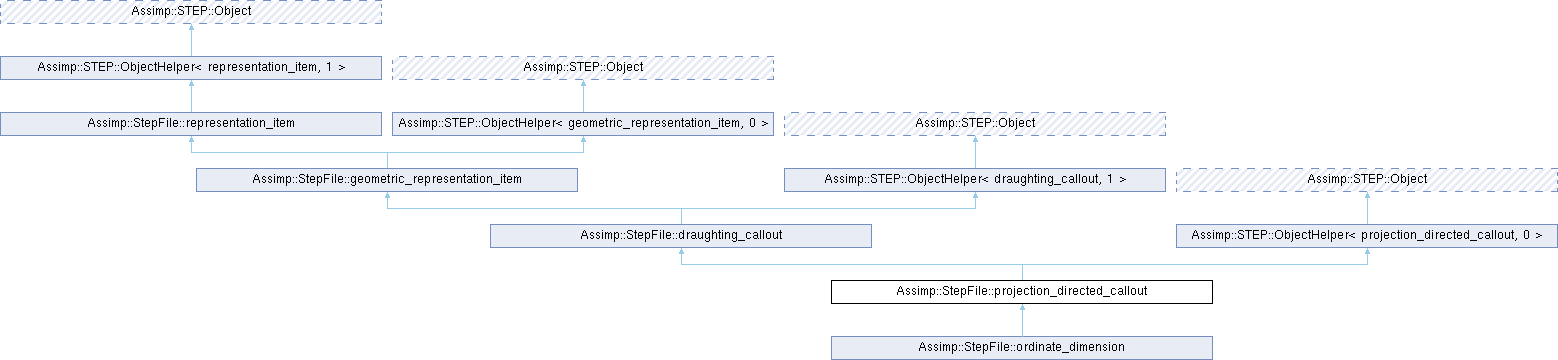 Assimp::STEP::Object
Assimp::STEP::ObjectHelper< representation_item, 1 >
Assimp::STEP::Object
Assimp::StepFile::representation_item
Assimp::STEP::ObjectHelper< geometric_representation_item, 0 >
Assimp::STEP::Object
Assimp::StepFile::geometric_representation_item
Assimp::STEP::ObjectHelper< draughting_callout, 1 >
Assimp::STEP::Object
Assimp::StepFile::draughting_callout
Assimp::STEP::ObjectHelper< projection_directed_callout, 0 >
Assimp::StepFile::projection_directed_callout
Assimp::StepFile::ordinate_dimension